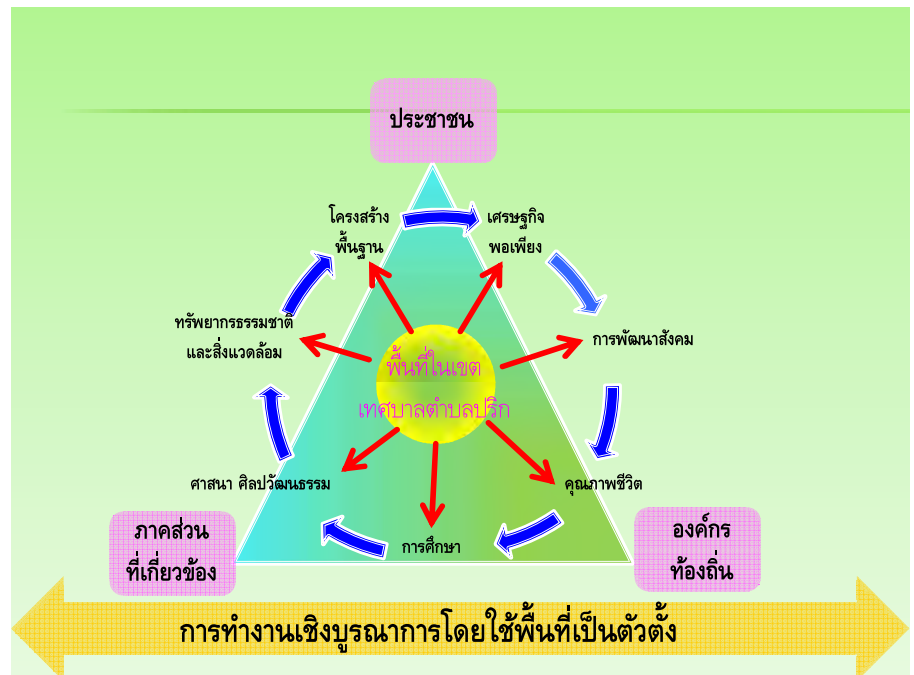 ประชาชน
โครงสร้าง
พื้นฐาน
เศรษฐกิจ
พอเพียง
ทรัพยากรธรรมชาติ
และสิ่งแวดล้อม
การพัฒนาสังคม
พื้นที่ในเขต
เทศบาลตำบลปริก
ศาสนา ศิลปวัฒนธรรม
คุณภาพชีวิต
การศึกษา
ภาคส่วน
ที่เกี่ยวข้อง
องค์กร
ท้องถิ่น
การทำงานเชิงบูรณาการโดยใช้พื้นที่เป็นตัวตั้ง